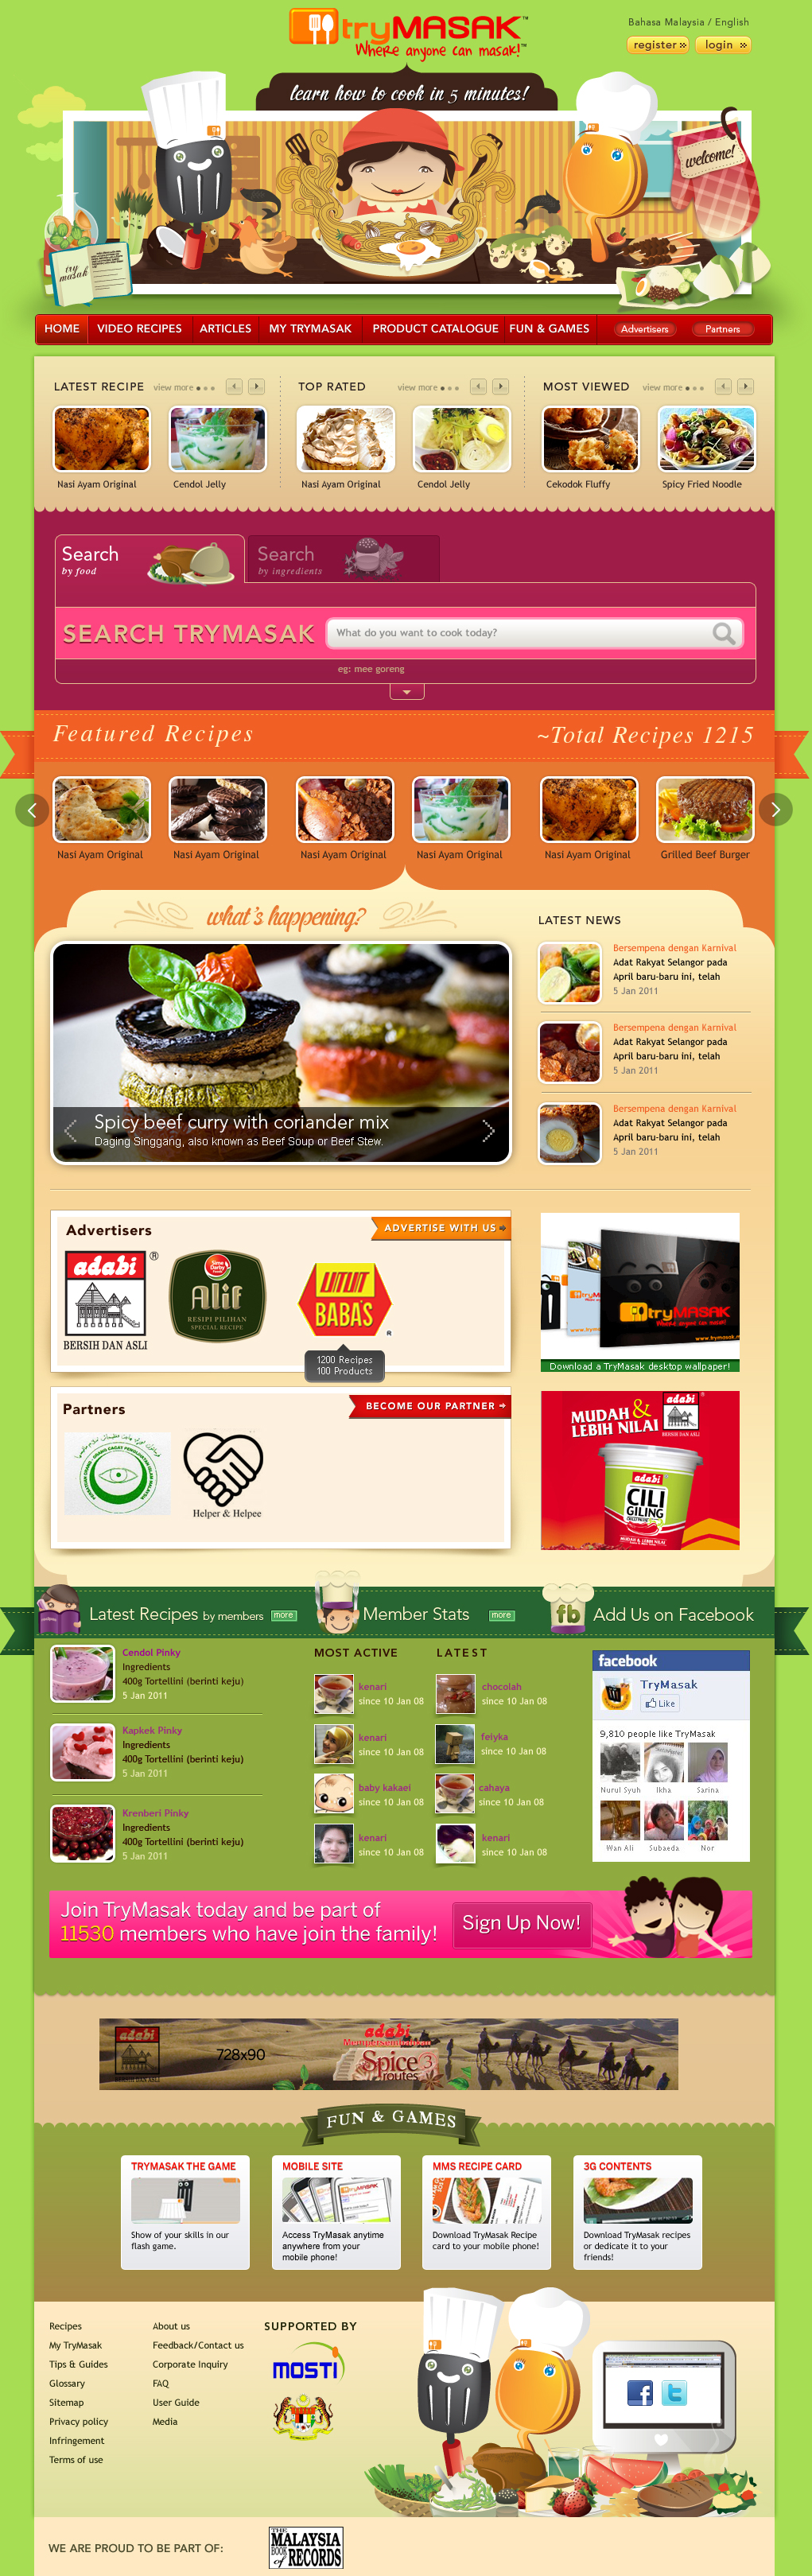 Bahasa Malaysia / English
tryMASAK™
Where anyone can masak!™
register »
login »
learn how to cook in 5 minutes!
welcome!
try masak
HOME
VIDEO RECIPES
ARTICLES
MY TRYMASAK
PRODUCT CATALOGUE
FUN & GAMES
Advertisers
Partners
LATEST RECIPE
view more
TOP RATED
view more
MOST VIEWED
view more
Nasi Ayam Original
Cendol Jelly
Nasi Ayam Original
Cendol Jelly
Cekodok Fluffy
Spicy Fried Noodle
Search
by food
Search
by ingredients
SEARCH TRYMASAK
What do you want to cook today?
eg: mee goreng
Featured Recipes
~Total Recipes 1215
Nasi Ayam Original
Nasi Ayam Original
Nasi Ayam Original
Nasi Ayam Original
Nasi Ayam Original
Grilled Beef Burger
what's happening?
LATEST NEWS
Bersempena dengan Karnival
Adat Rakyat Selangor pada
April baru-baru ini, telah
5 Jan 2011
Bersempena dengan Karnival
Adat Rakyat Selangor pada
April baru-baru ini, telah
5 Jan 2011
Bersempena dengan Karnival
Adat Rakyat Selangor pada
April baru-baru ini, telah
5 Jan 2011
Spicy beef curry with coriander mix
Daging Singgang, also known as Beef Soup or Beef Stew.
Advertisers
ADVERTISE WITH US
adabi ®
BERSIH DAN ASLI
Sime Darby
Alif
RESIPI PILIHAN
SPECIAL RECIPE
BABA'S
®
1200 Recipes
100 Products
tryMASAK
Where anyone can masak!
Download a TryMasak desktop wallpaper!
Partners
BECOME OUR PARTNER
Helper & Helpee
MUDAH &
LEBIH NILAI
adabi
BERSIH DAN ASLI
adabi
CILI
GILING
Latest Recipes by members
more
Member Stats
more
fb
Add Us on Facebook
Cendol Pinky
Ingredients
400g Tortellini (berinti keju)
5 Jan 2011
Kapkek Pinky
Ingredients
400g Tortellini (berinti keju)
5 Jan 2011
Krenberi Pinky
Ingredients
400g Tortellini (berinti keju)
5 Jan 2011
MOST ACTIVE
kenari
since 10 Jan 08
kenari
since 10 Jan 08
baby kakaei
since 10 Jan 08
kenari
since 10 Jan 08
LATEST
chocolah
since 10 Jan 08
feiyka
since 10 Jan 08
cahaya
since 10 Jan 08
kenari
since 10 Jan 08
facebook
TryMasak
Like
9,810 people like TryMasak
Nurul Syuh
Ikha
Sarina
Wan Ali
Subaeda
Nor
Join TryMasak today and be part of
11530 members who have join the family!
Sign Up Now!
adabi
728x90
adabi
Mempersembahkan
Spice
routes 3
FUN & GAMES
TRYMASAK THE GAME
Show of your skills in our
flash game.
MOBILE SITE
Access TryMasak anytime
anywhere from your
mobile phone!
MMS RECIPE CARD
Download TryMasak Recipe
card to your mobile phone!
3G CONTENTS
Download TryMasak recipes
or dedicate it to your
friends!
Recipes
My TryMasak
Tips & Guides
Glossary
Sitemap
Privacy policy
Infringement
Terms of use
About us
Feedback/Contact us
Corporate Inquiry
FAQ
User Guide
Media
SUPPORTED BY
MOSTI
WE ARE PROUD TO BE PART OF:
THE
MALAYSIA
BOOK of RECORDS